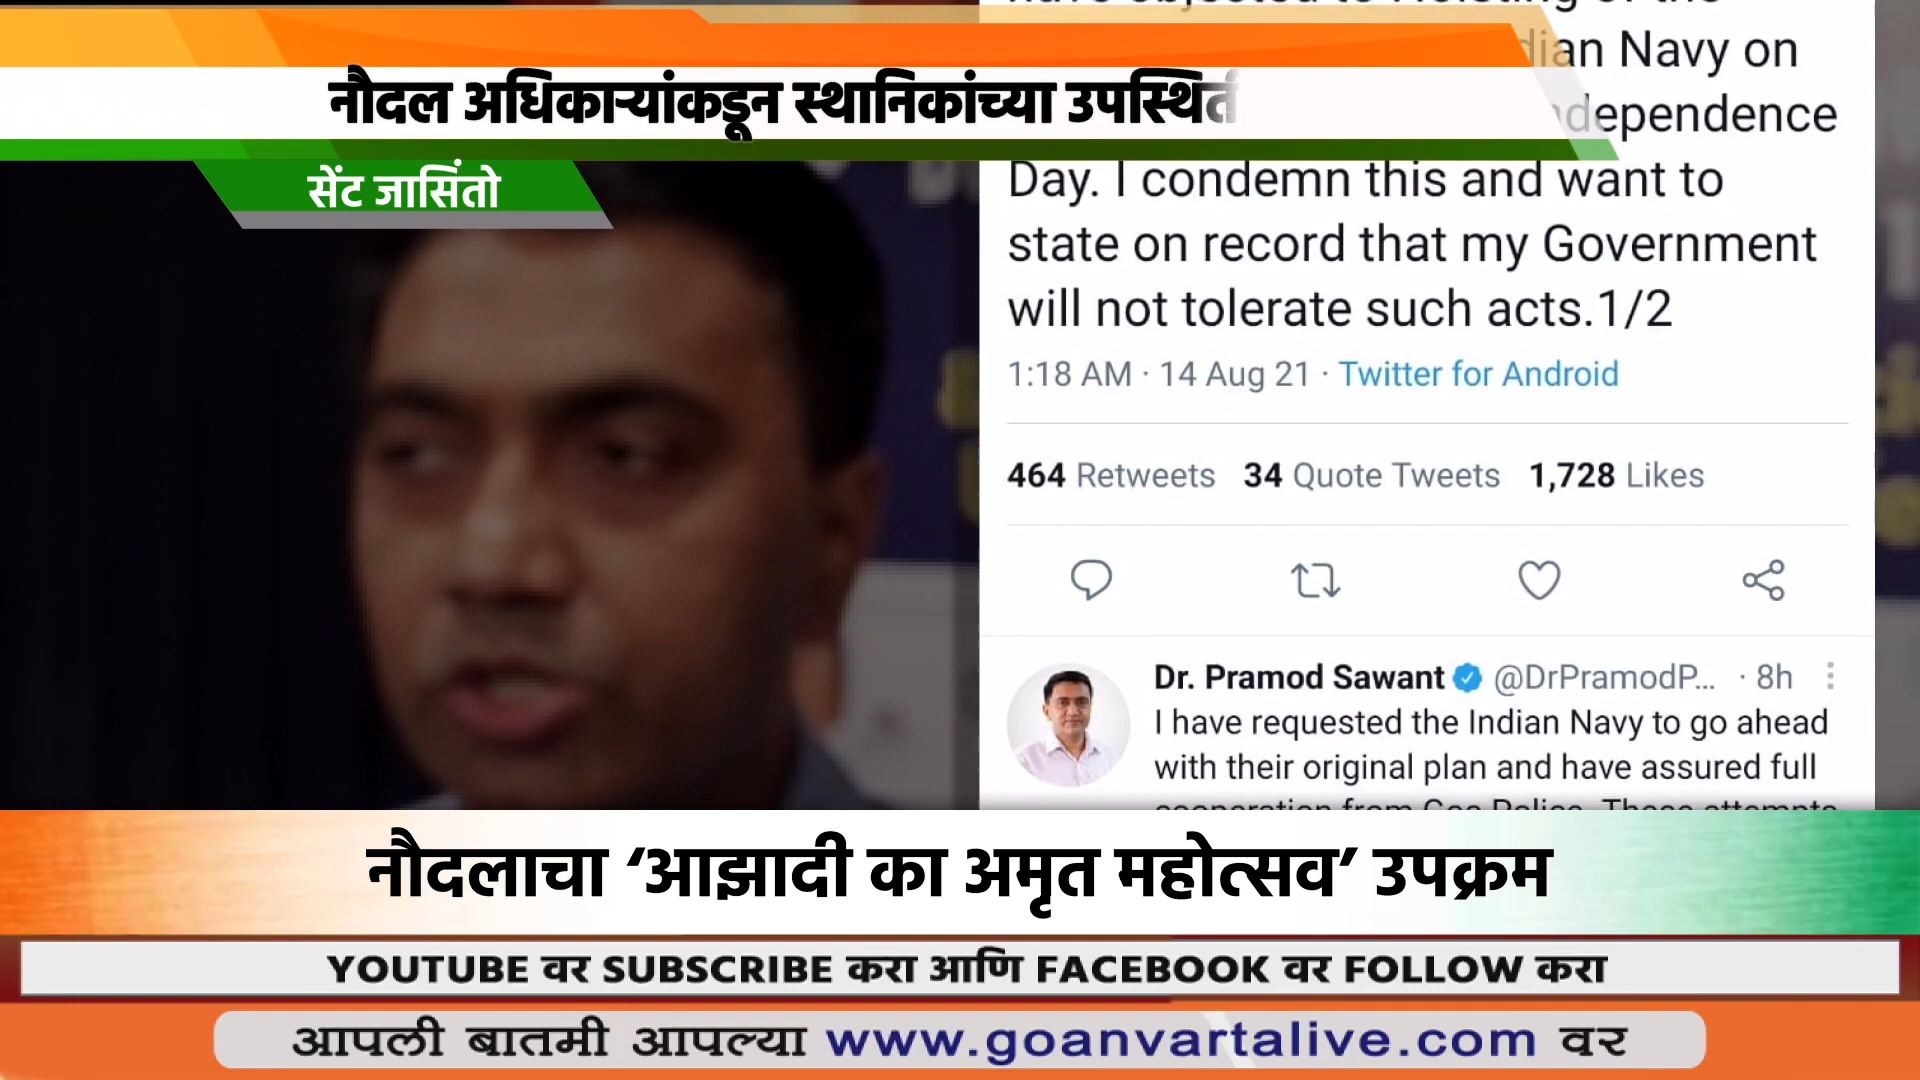 dian Navy on
नौदल अधिकाऱ्यांकडून स्थानिकांच्या
dependence
सेंट जासिंतो
Day. I condemn this and want to
state on record that my Government
will not tolerate such acts.1/2
1:18 AM · 14 Aug 21 · Twitter for Android
464 Retweets 34 Quote Tweets 1,728 Likes
Dr. Pramod Sawant @DrPramodP... · 8h
I have requested the Indian Navy to go ahead
with their original plan and have assured full
नौदलाचा ‘आझादी का अमृत महोत्सव’ उपक्रम
YOUTUBE वर SUBSCRIBE करा आणि FACEBOOK वर FOLLOW करा
आपली बातमी आपल्या www.goanvartalive.com वर